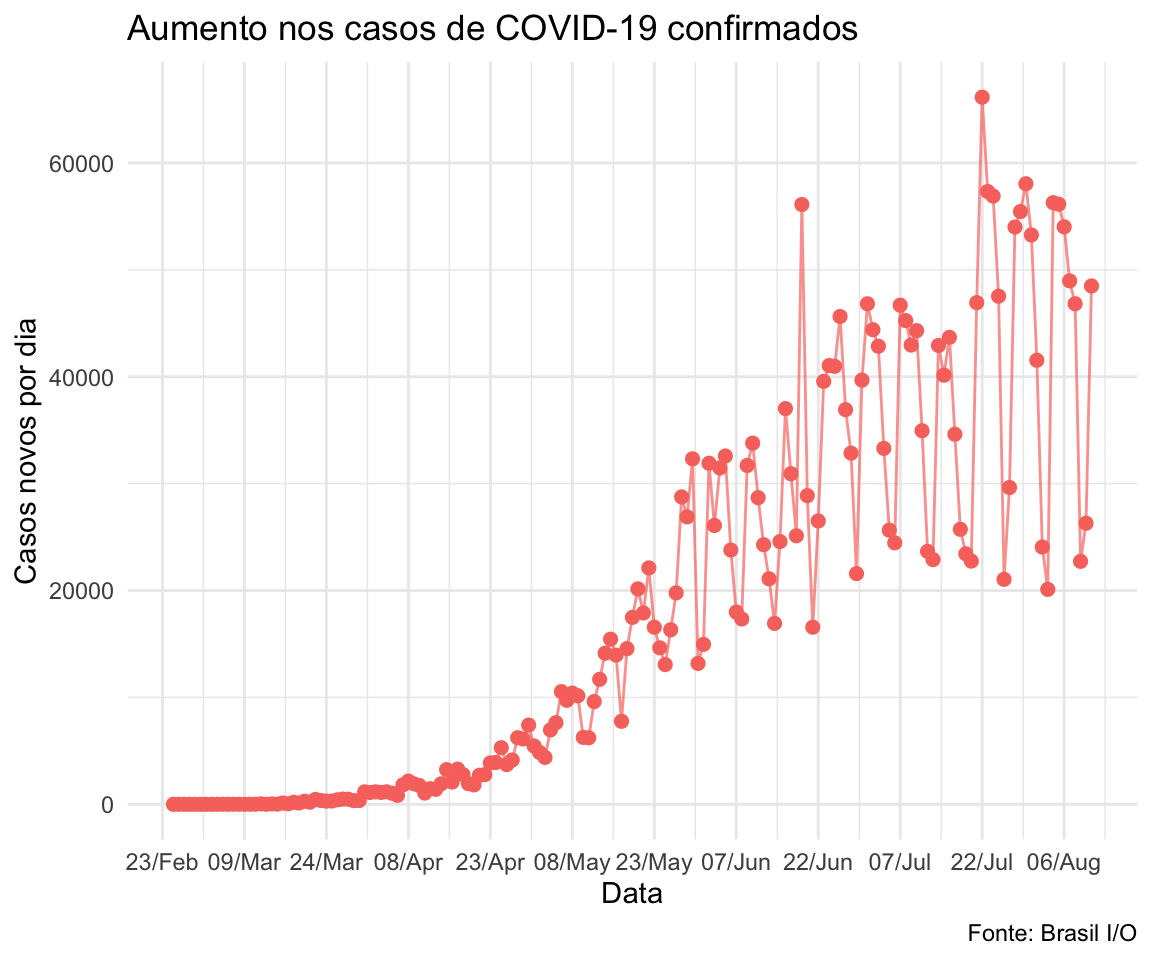 Aumento nos casos de COVID-19 confirmados
Casos novos por dia
60000
40000
20000
0
23/Feb 09/Mar 24/Mar 08/Apr 23/Apr 08/May 23/May 07/Jun 22/Jun 07/Jul 22/Jul 06/Aug
Data
Fonte: Brasil I/O